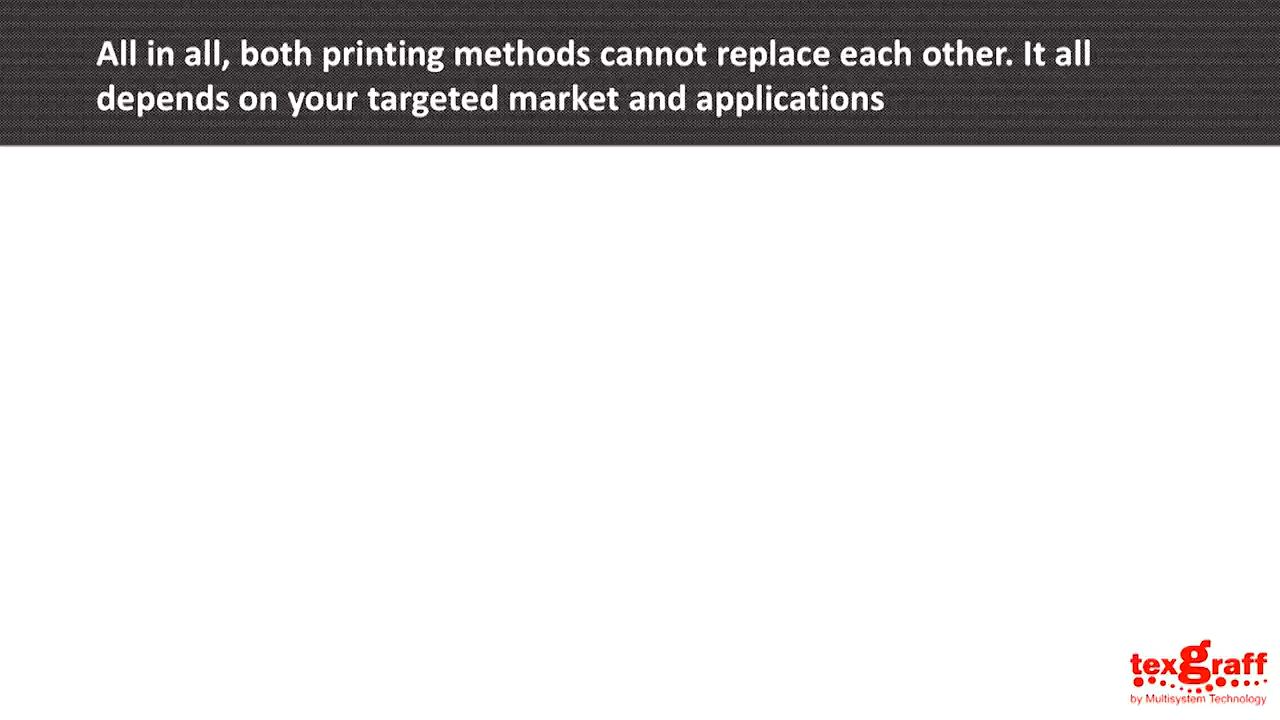 All in all, both printing methods cannot replace each other. It all
depends on your targeted market and applications
texgraff
by Multisystem Technology